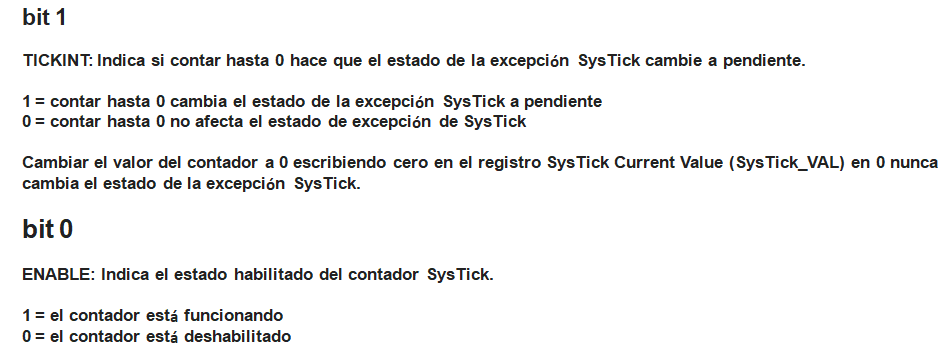 bit 1
TICKINT: Indica si contar hasta 0 hace que el estado de la excepción SysTick cambie a pendiente.
1 = contar hasta 0 cambia el estado de la excepción SysTick a pendiente
0 = contar hasta 0 no afecta el estado de excepción de SysTick
Cambiar el valor del contador a 0 escribiendo cero en el registro SysTick Current Value (SysTick_VAL) en 0 nunca
cambia el estado de la excepción SysTick.
bit 0
ENABLE: Indica el estado habilitado del contador SysTick.
1 = el contador está funcionando
0 = el contador está deshabilitado